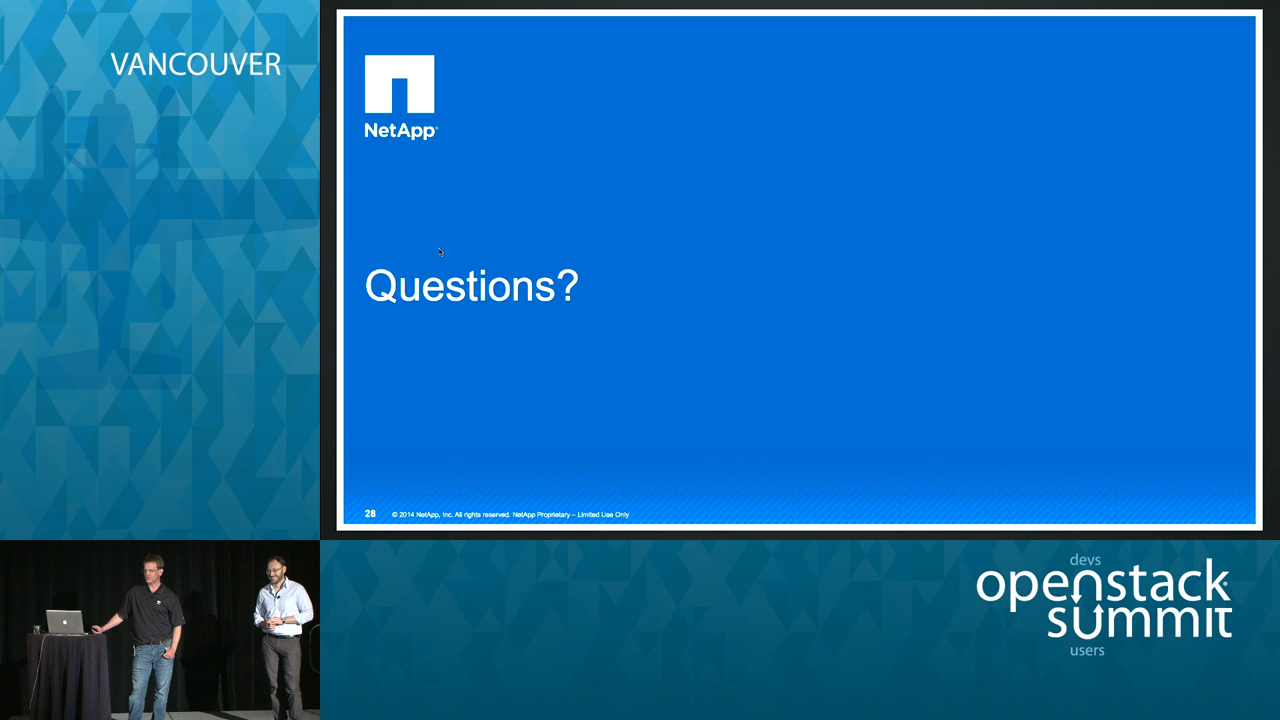 VANCOUVER
NetApp
Questions?
28 © 2014 NetApp, Inc. All rights reserved. NetApp Proprietary – Limited Use Only
devs
openstack
summit
users